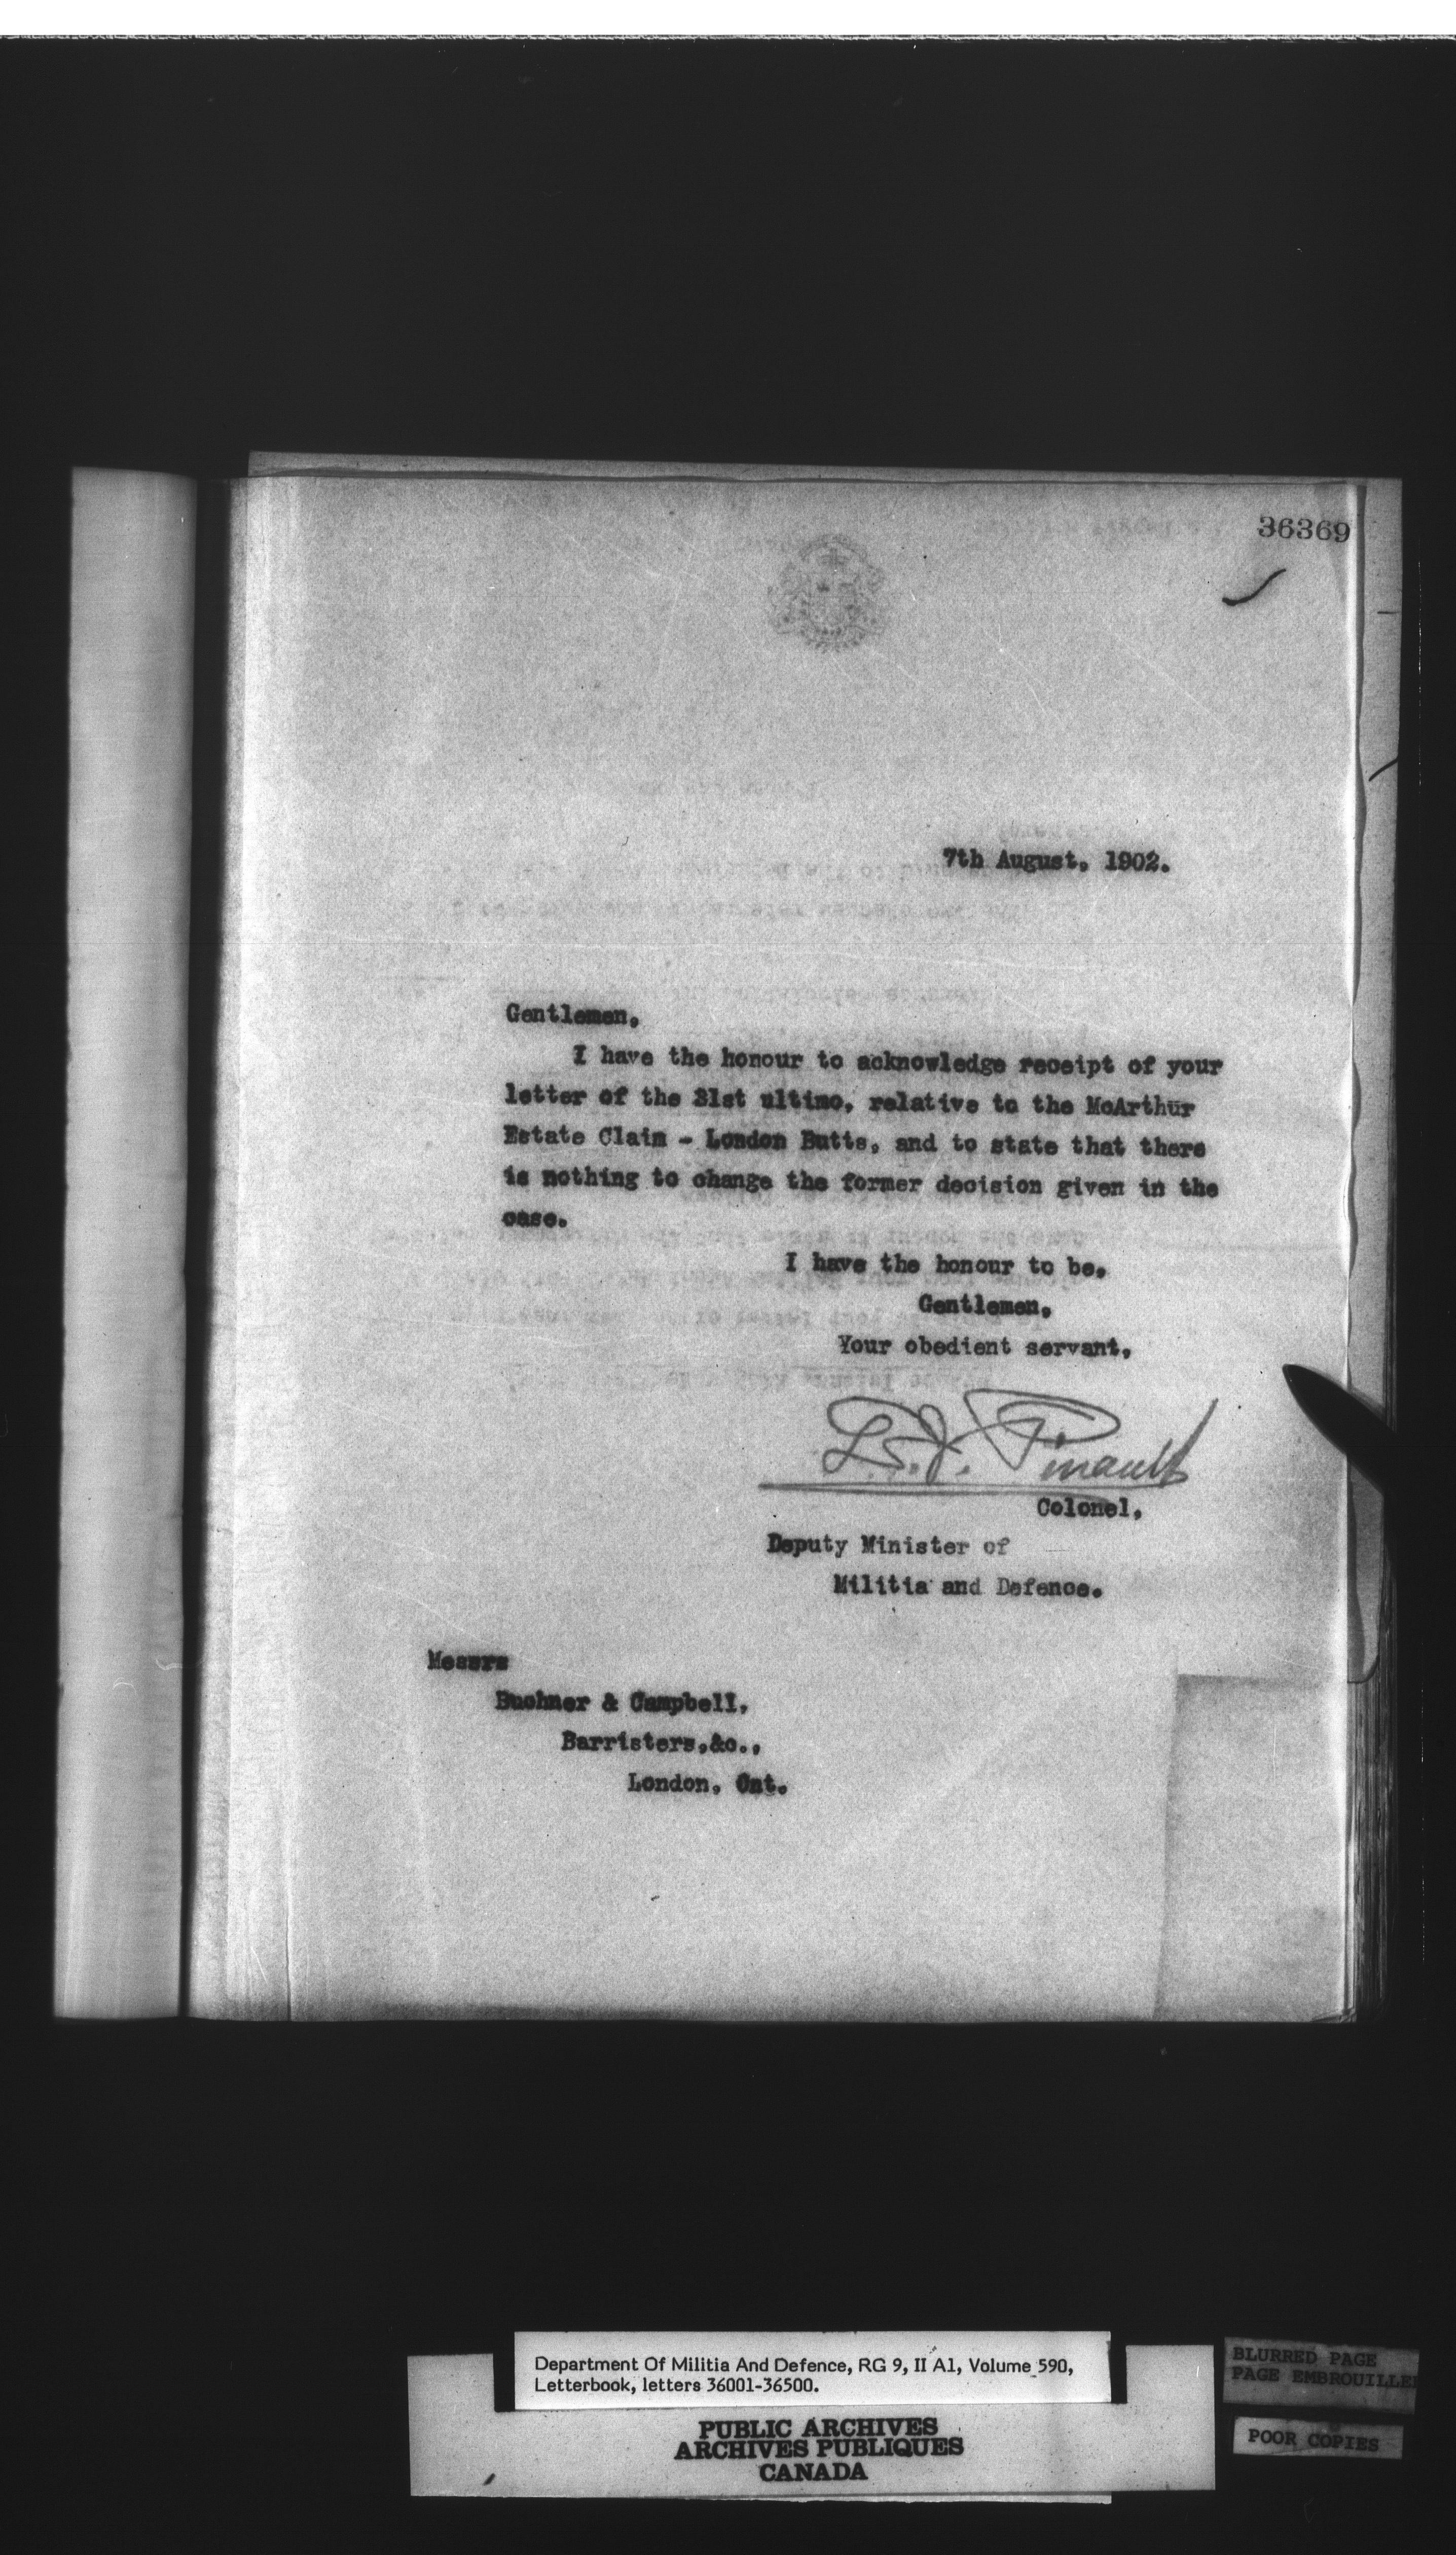 36369
7th August, 1902.
Gentlemen,
I have the honour to acknowledge receipt of your
letter of the 31st ultimo, relative to the McArthur
Estate Claim - London Butts, and to state that there
is nothing to change the former decision given in the
case.
I have the honour to be,
Gentlemen,
Your obedient servant,
L.F. Pinault
Colonel,
Deputy Minister of
Militia and Defence.
Messrs
Buchner & Campbell,
Barristers,&c.,
London, Ont.
Department Of Militia And Defence, RG 9, II A1, Volume 590,
Letterbook, letters 36001-36500.
PUBLIC ARCHIVES
ARCHIVES PUBLIQUES
CANADA
BLURRED PAGE
PAGE EMBROUILLEE
POOR COPIES